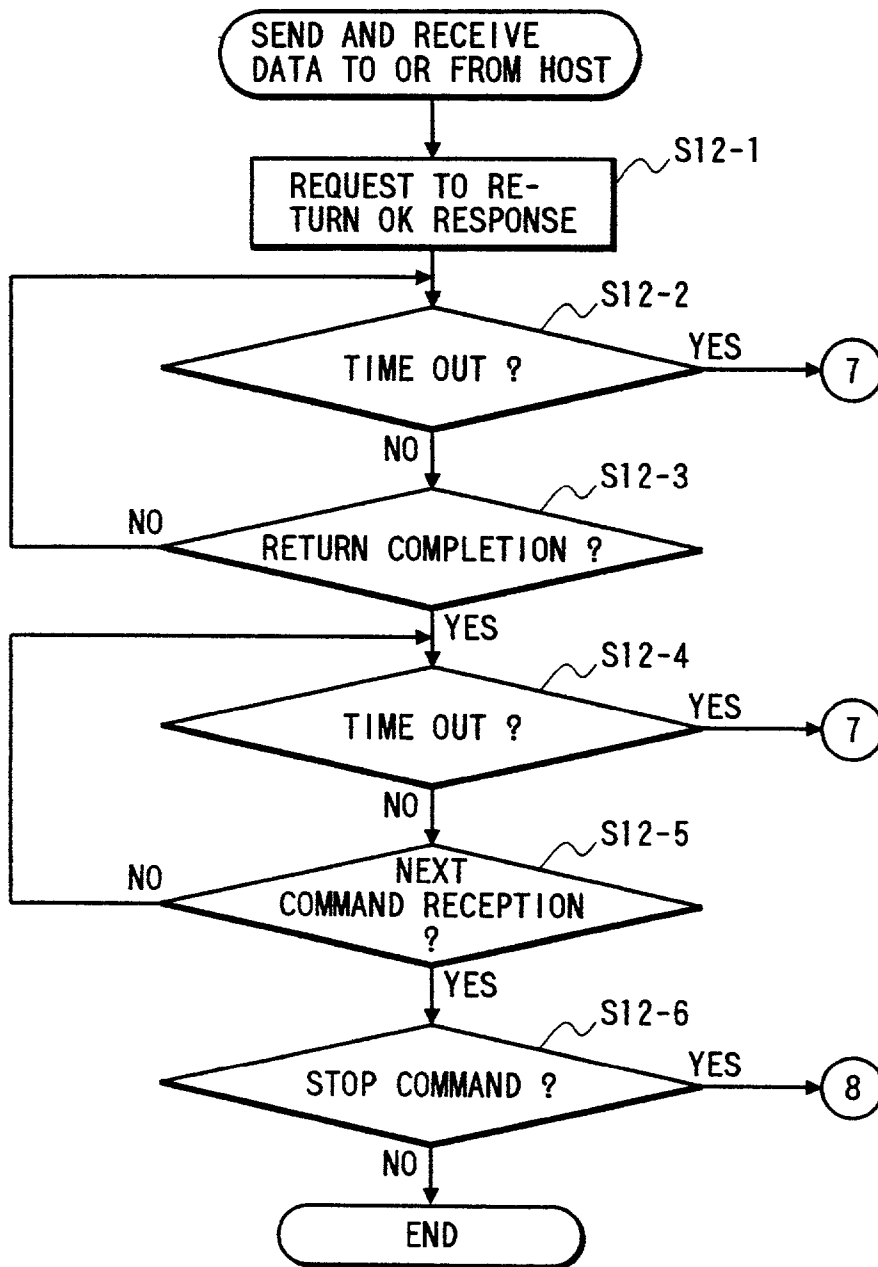 SEND AND RECEIVE
DATA TO OR FROM HOST
S12-1
REQUEST TO RE-
TURN OK RESPONSE
S12-2
TIME OUT ?
YES
7
NO
S12-3
NO
RETURN COMPLETION ?
YES
S12-4
TIME OUT ?
YES
7
NO
S12-5
NO
NEXT
COMMAND RECEPTION
?
YES
S12-6
STOP COMMAND ?
YES
8
NO
END